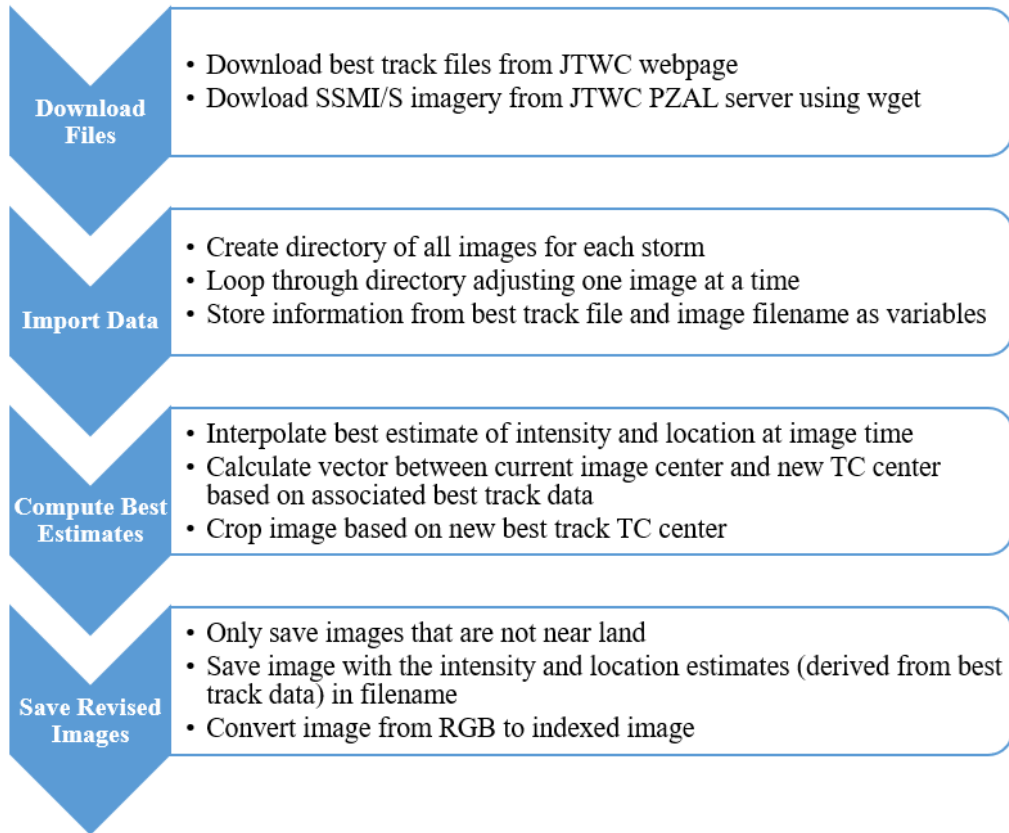 Download
Files
• Download best track files from JTWC webpage
• Dowload SSMI/S imagery from JTWC PZAL server using wget
Import Data
• Create directory of all images for each storm
• Loop through directory adjusting one image at a time
• Store information from best track file and image filename as variables
Compute Best
Estimates
• Interpolate best estimate of intensity and location at image time
• Calculate vector between current image center and new TC center
based on associated best track data
• Crop image based on new best track TC center
Save Revised
Images
• Only save images that are not near land
• Save image with the intensity and location estimates (derived from best
track data) in filename
• Convert image from RGB to indexed image